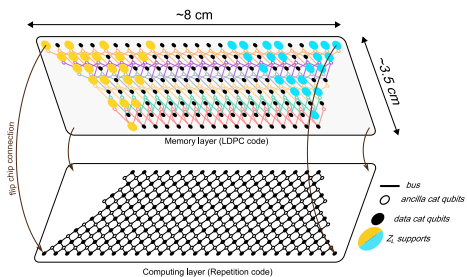 ~8 cm
~3.5 cm
Memory layer (LDPC code)
flip chip connection
bus
ancilla cat qubits
data cat qubits
Z_L supports
Computing layer (Repetition code)